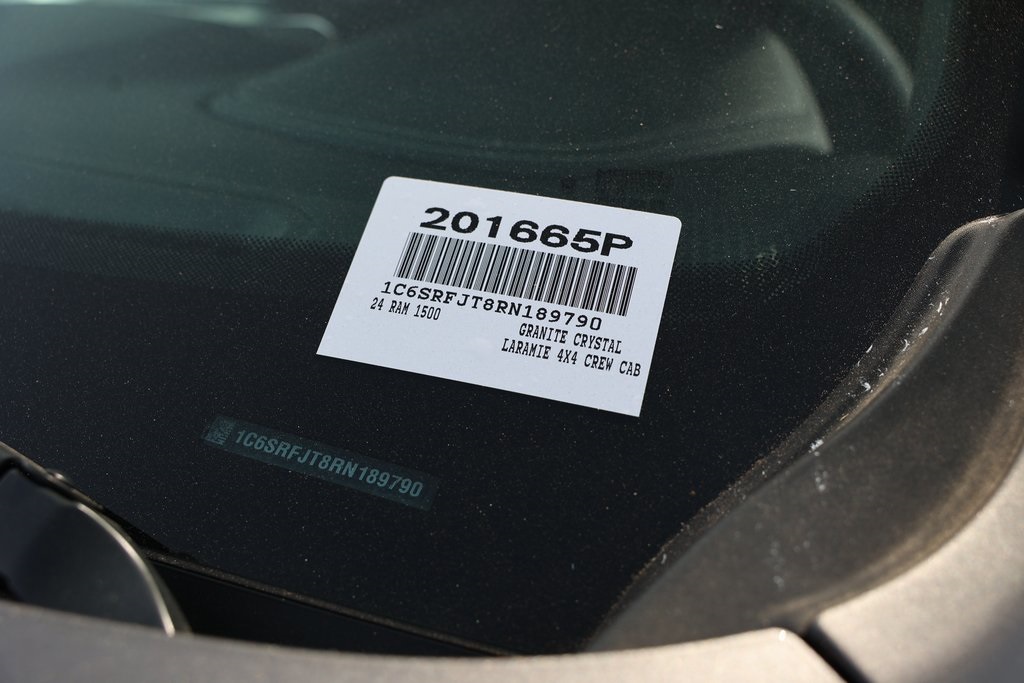 201665P
1C6SRFJT8RN189790
24 RAM 1500
GRANITE CRYSTAL
LARAMIE 4X4 CREW CAB
1C6SRFJT8RN189790